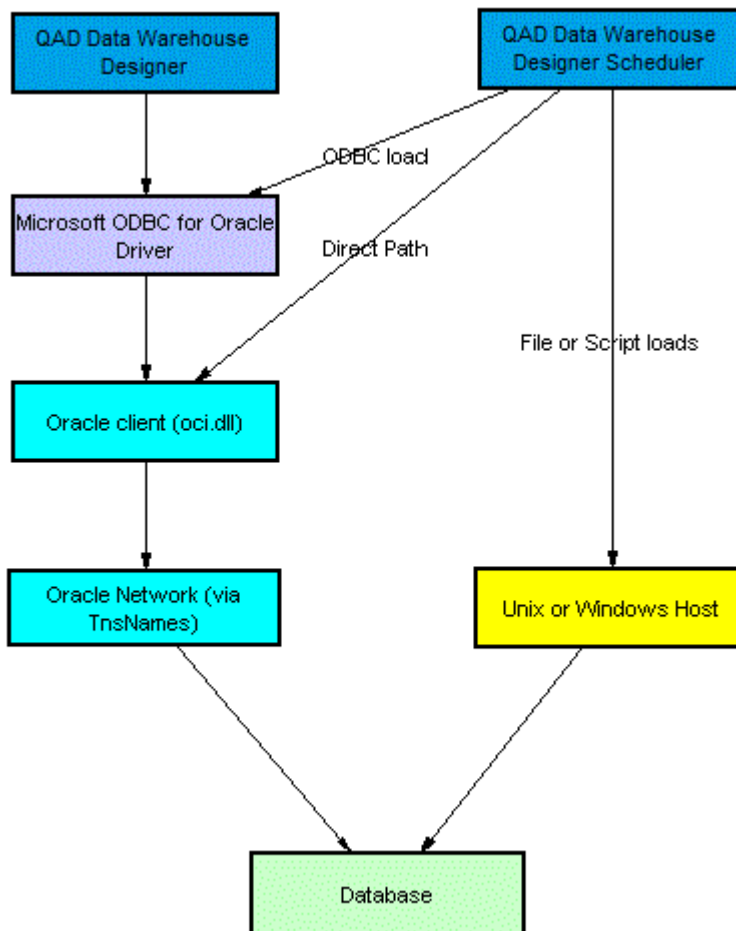 QAD Data Warehouse
Designer
QAD Data Warehouse
Designer Scheduler
ODBC load
Microsoft ODBC for Oracle
Driver
Direct Path
File or Script loads
Oracle client (oci.dll)
Oracle Network (via
TnsNames)
Unix or Windows Host
Database